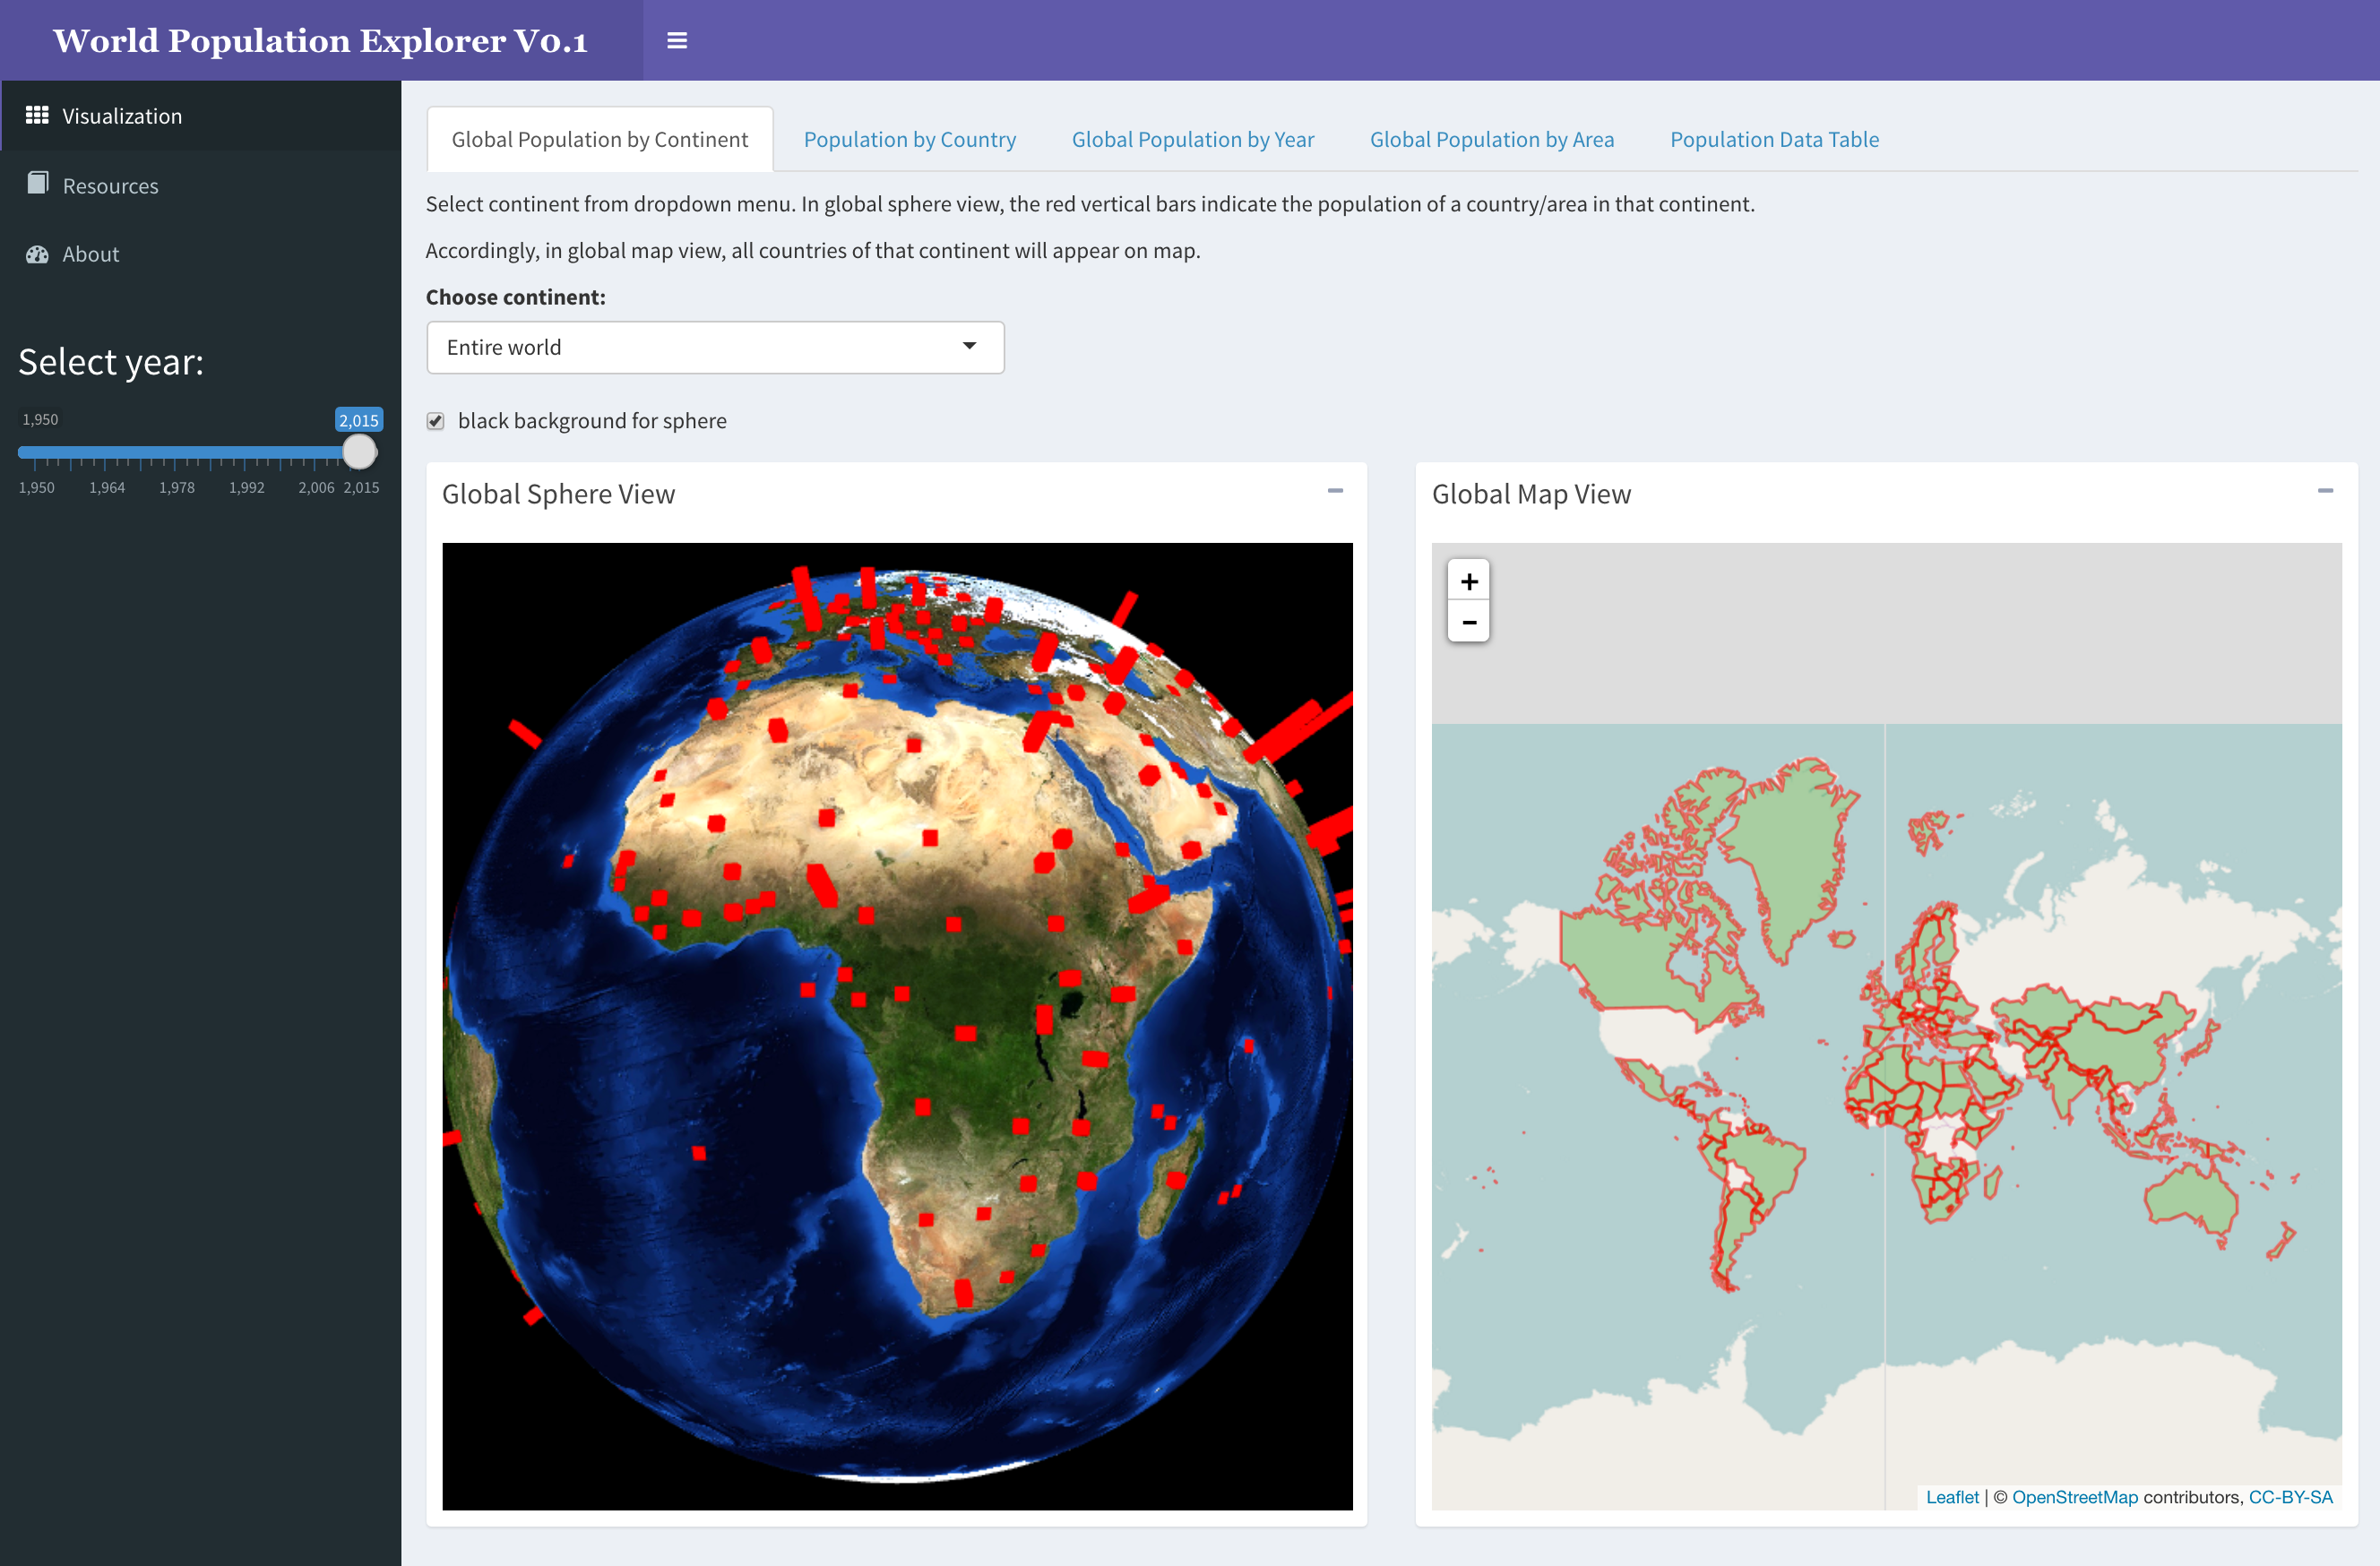 World Population Explorer V0.1
Visualization
Resources
About
Select year:
1,950
2,015
1,950 1,964 1,978 1,992 2,006 2,015
Global Population by Continent Population by Country Global Population by Year Global Population by Area Population Data Table
Select continent from dropdown menu. In global sphere view, the red vertical bars indicate the population of a country/area in that continent.
Accordingly, in global map view, all countries of that continent will appear on map.
Choose continent:
Entire world
black background for sphere
Global Sphere View
Global Map View
+
−
Leaflet | © OpenStreetMap contributors, CC-BY-SA